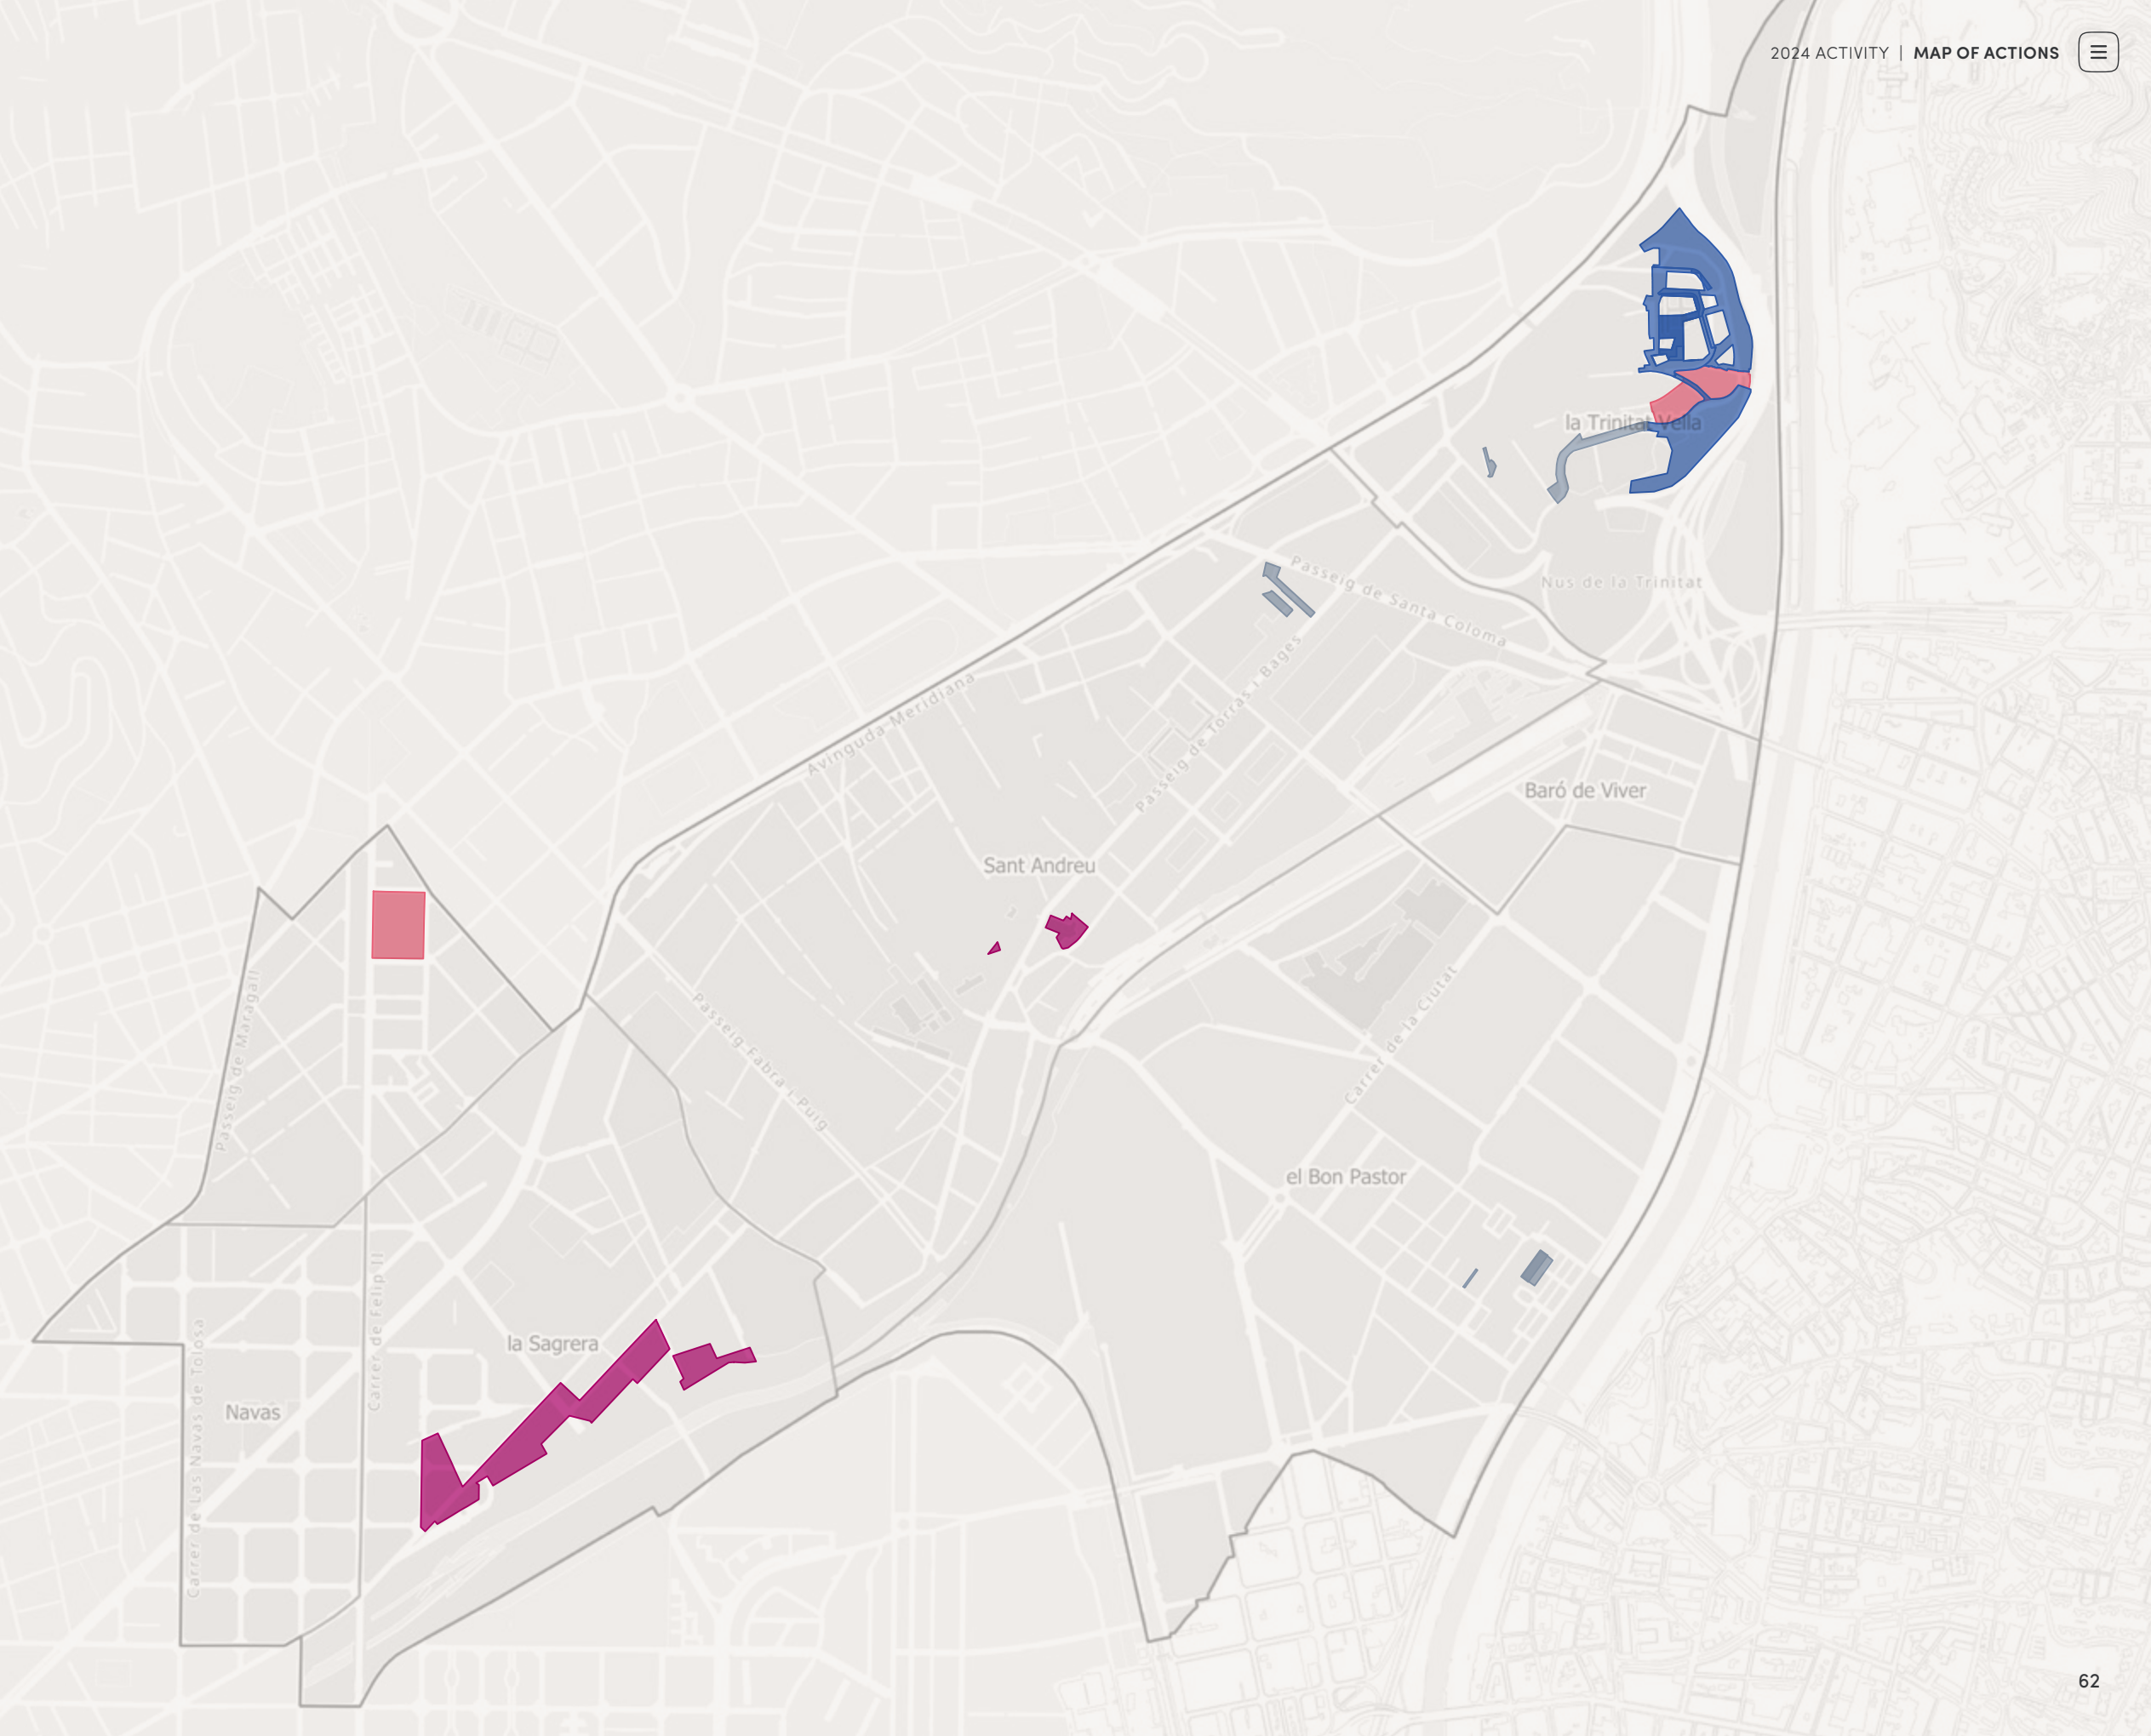 2024 ACTIVITY | MAP OF ACTIONS
la Trinitat Vella
Passeig de Santa Coloma
Nus de la Trinitat
Passeig de Torras i Bages
Avinguda Meridiana
Baró de Viver
Sant Andreu
Passeig de Maragall
Passeig Fabra i Puig
Carrer de la Ciutat
el Bon Pastor
Carrer de Felip II
la Sagrera
Carrer de Las Navas de Tolosa
Navas
62